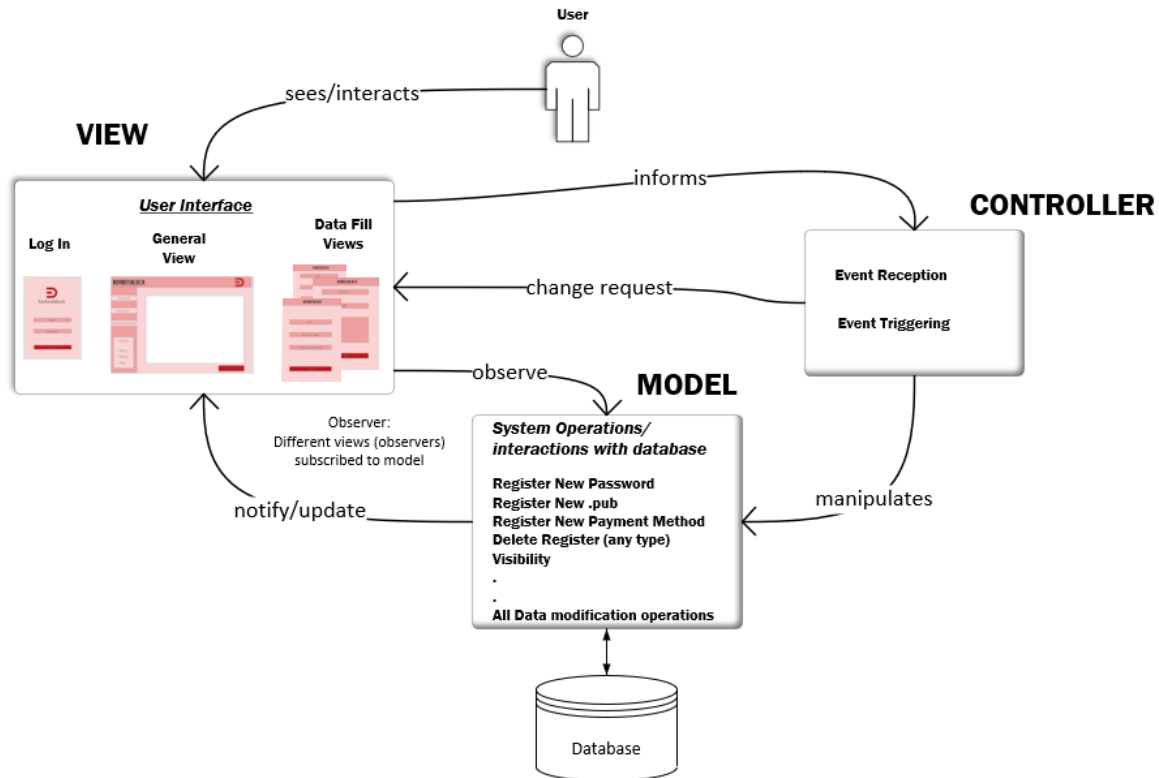 User
sees/interacts
VIEW
informs
CONTROLLER
User Interface
Log In
General
View
Data Fill
Views
Event Reception
Event Triggering
change request
observe
MODEL
Observer:
Different views (observers)
subscribed to model
System Operations/
interactions with database
Register New Password
Register New .pub
Register New Payment Method
Delete Register (any type)
Visibility
.
.
All Data modification operations
notify/update
manipulates
Database